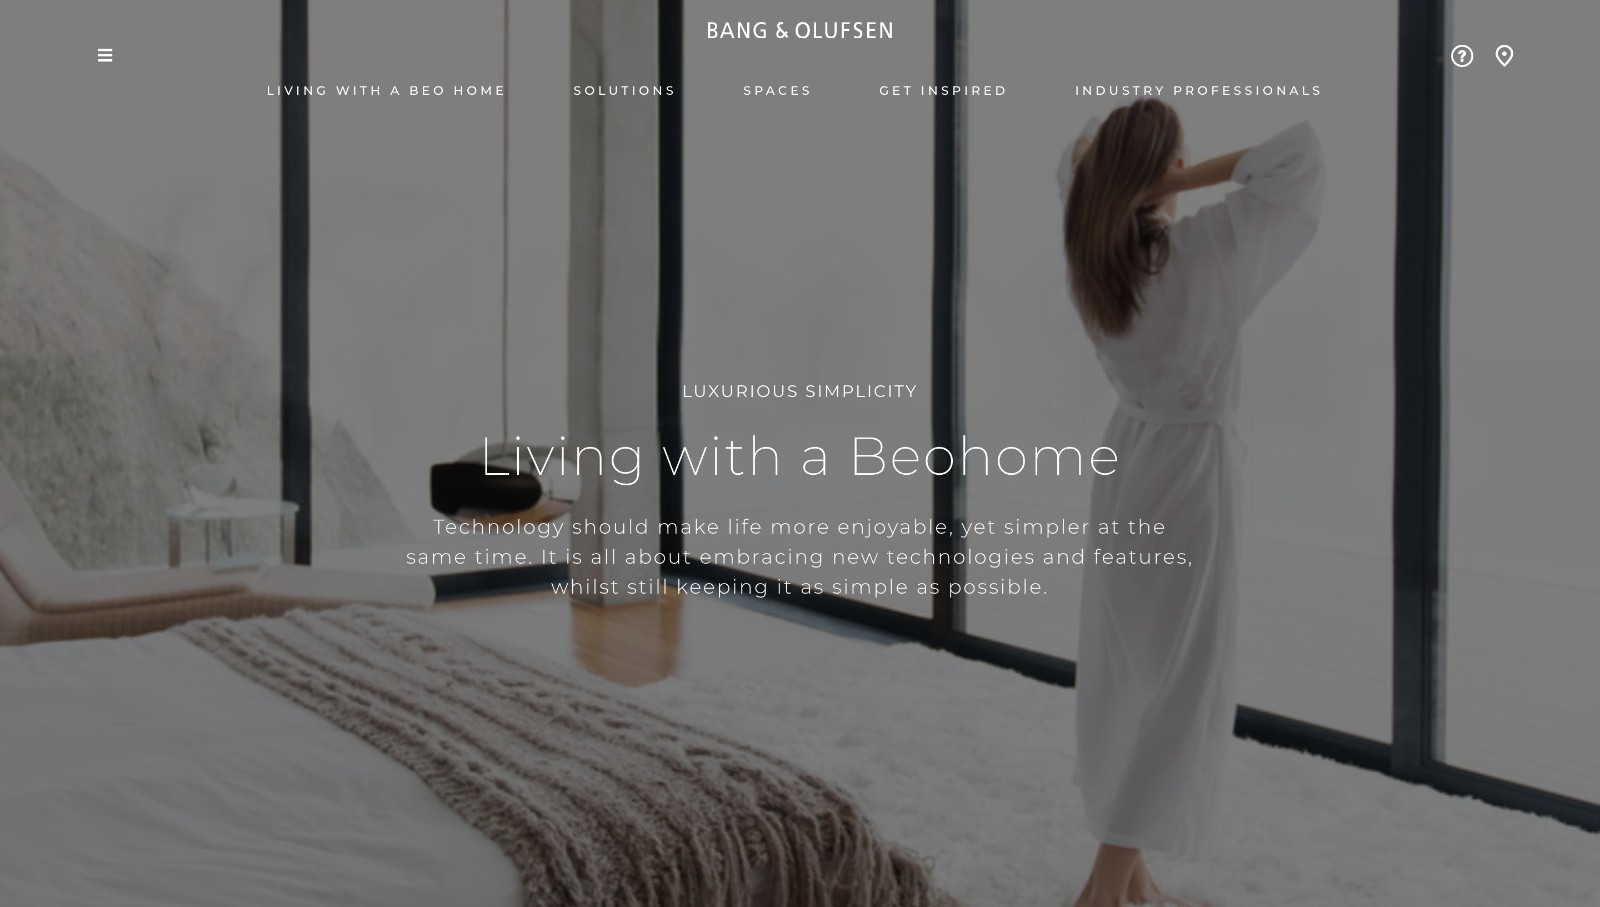 BANG & OLUFSEN
LIVING WITH A BEO HOME SOLUTIONS SPACES GET INSPIRED INDUSTRY PROFESSIONALS
LUXURIOUS SIMPLICITY
Living with a Beohome
Technology should make life more enjoyable, yet simpler at the
same time. It is all about embracing new technologies and features,
whilst still keeping it as simple as possible.